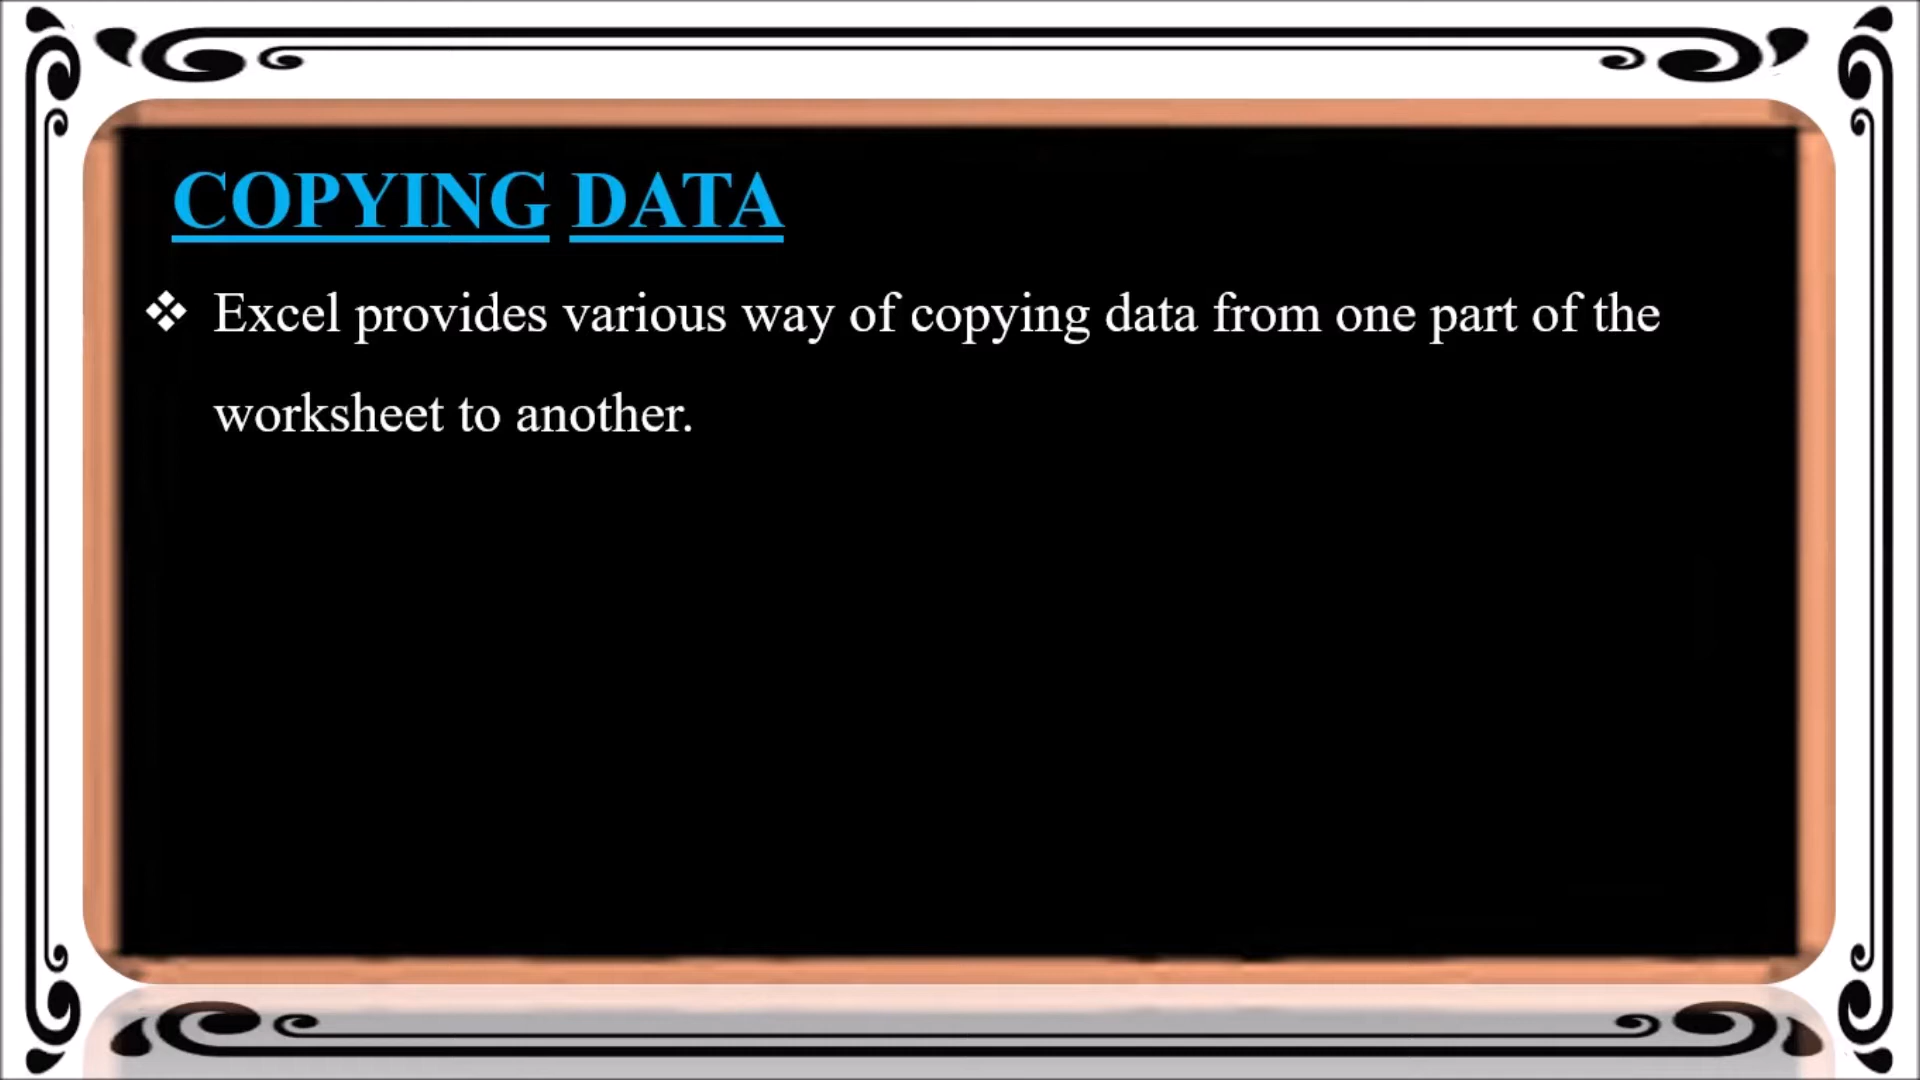 COPYING DATA
❖ Excel provides various way of copying data from one part of the
worksheet to another.